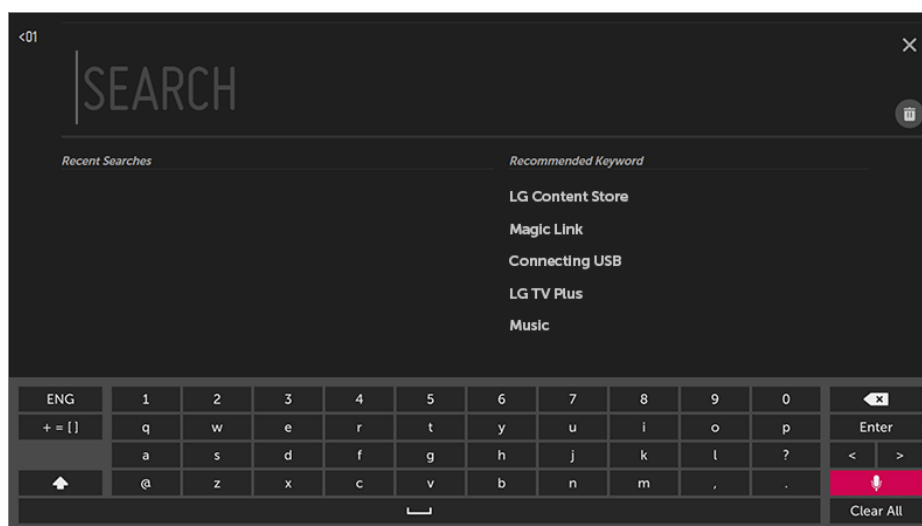 <01
SEARCH
Recent Searches
Recommended Keyword
LG Content Store
Magic Link
Connecting USB
LG TV Plus
Music
ENG 1 2 3 4 5 6 7 8 9 0
+ = [ ] q w e r t y u i o p Enter
a s d f g h j k l ? < >
@ z x c v b n m , .
Clear All